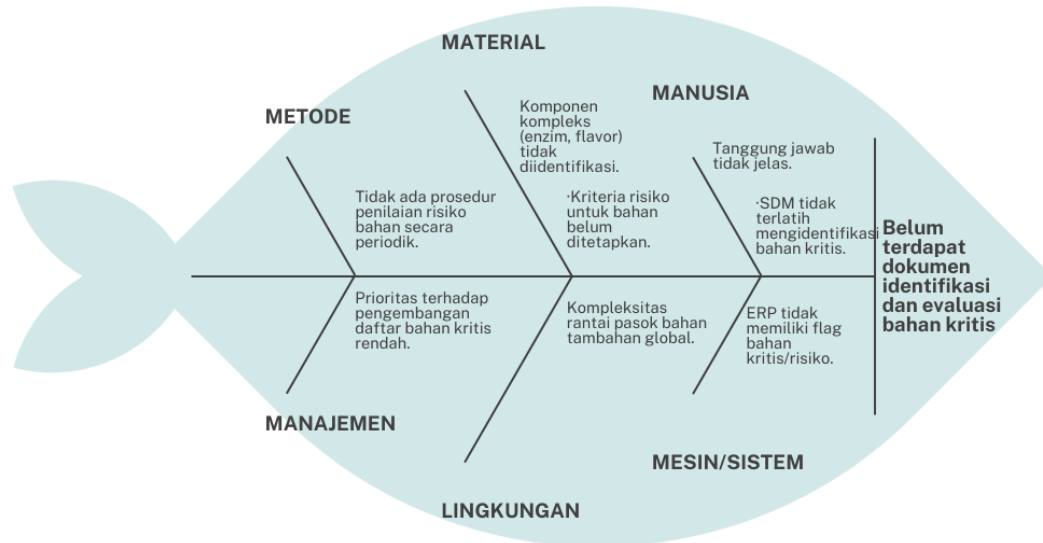 MATERIAL
MANUSIA
METODE
Komponen
kompleks
(enzim, flavor)
tidak
diidentifikasi.
Tanggung jawab
tidak jelas.
Tidak ada prosedur
penilaian risiko
bahan secara
periodik.
·Kriteria risiko
untuk bahan
belum
ditetapkan.
·SDM tidak
terlatih
mengidentifikasi
bahan kritis.
Belum
terdapat
dokumen
identifikasi
dan evaluasi
bahan kritis
Prioritas terhadap
pengembangan
daftar bahan kritis
rendah.
Kompleksitas
rantai pasok bahan
tambahan global.
ERP tidak
memiliki flag
bahan
kritis/risiko.
MANAJEMEN
MESIN/SISTEM
LINGKUNGAN